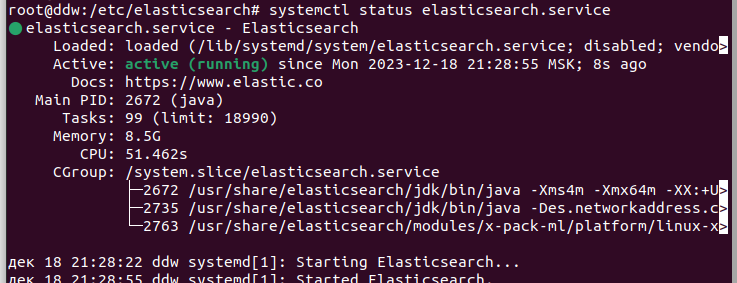 root@ddw:/etc/elasticsearch# systemctl status elasticsearch.service
● elasticsearch.service - Elasticsearch
Loaded: loaded (/lib/systemd/system/elasticsearch.service; disabled; vendo>
Active: active (running) since Mon 2023-12-18 21:28:55 MSK; 8s ago
Docs: https://www.elastic.co
Main PID: 2672 (java)
Tasks: 99 (limit: 18990)
Memory: 8.5G
CPU: 51.462s
CGroup: /system.slice/elasticsearch.service
├─2672 /usr/share/elasticsearch/jdk/bin/java -Xms4m -Xmx64m -XX:+U>
├─2735 /usr/share/elasticsearch/jdk/bin/java -Des.networkaddress.c>
└─2763 /usr/share/elasticsearch/modules/x-pack-ml/platform/linux-x>
дек 18 21:28:22 ddw systemd[1]: Starting Elasticsearch...
дек 18 21:28:55 ddw systemd[1]: Started Elasticsearch.